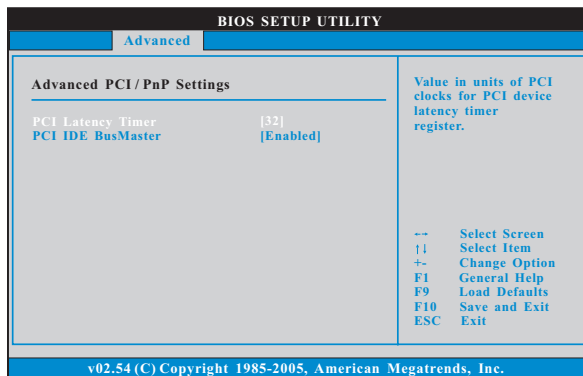 BIOS SETUP UTILITY
Advanced
Advanced PCI / PnP Settings
PCI Latency Timer [32]
PCI IDE BusMaster [Enabled]
Value in units of PCI
clocks for PCI device
latency timer
register.
←→ Select Screen
↑↓ Select Item
+- Change Option
F1 General Help
F9 Load Defaults
F10 Save and Exit
ESC Exit
v02.54 (C) Copyright 1985-2005, American Megatrends, Inc.